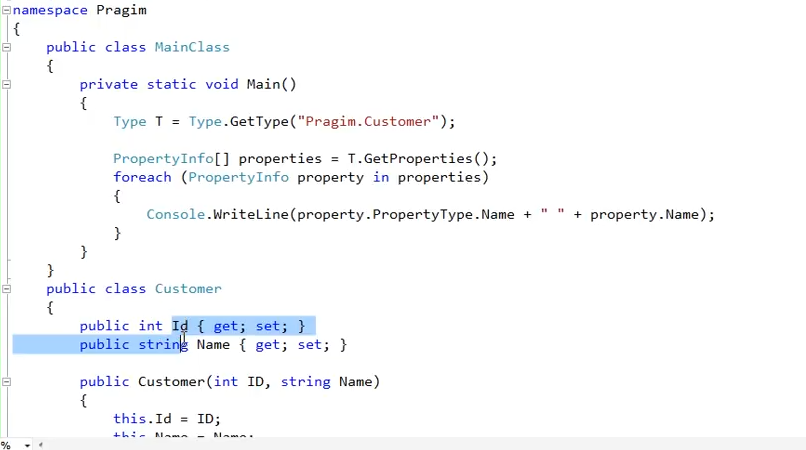 namespace Pragim
{
public class MainClass
{
private static void Main()
{
Type T = Type.GetType("Pragim.Customer");
PropertyInfo[] properties = T.GetProperties();
foreach (PropertyInfo property in properties)
{
Console.WriteLine(property.PropertyType.Name + " " + property.Name);
}
}
}
public class Customer
{
public int Id { get; set; }
public string Name { get; set; }
public Customer(int ID, string Name)
{
this.Id = ID;
this.Name = Name;
%